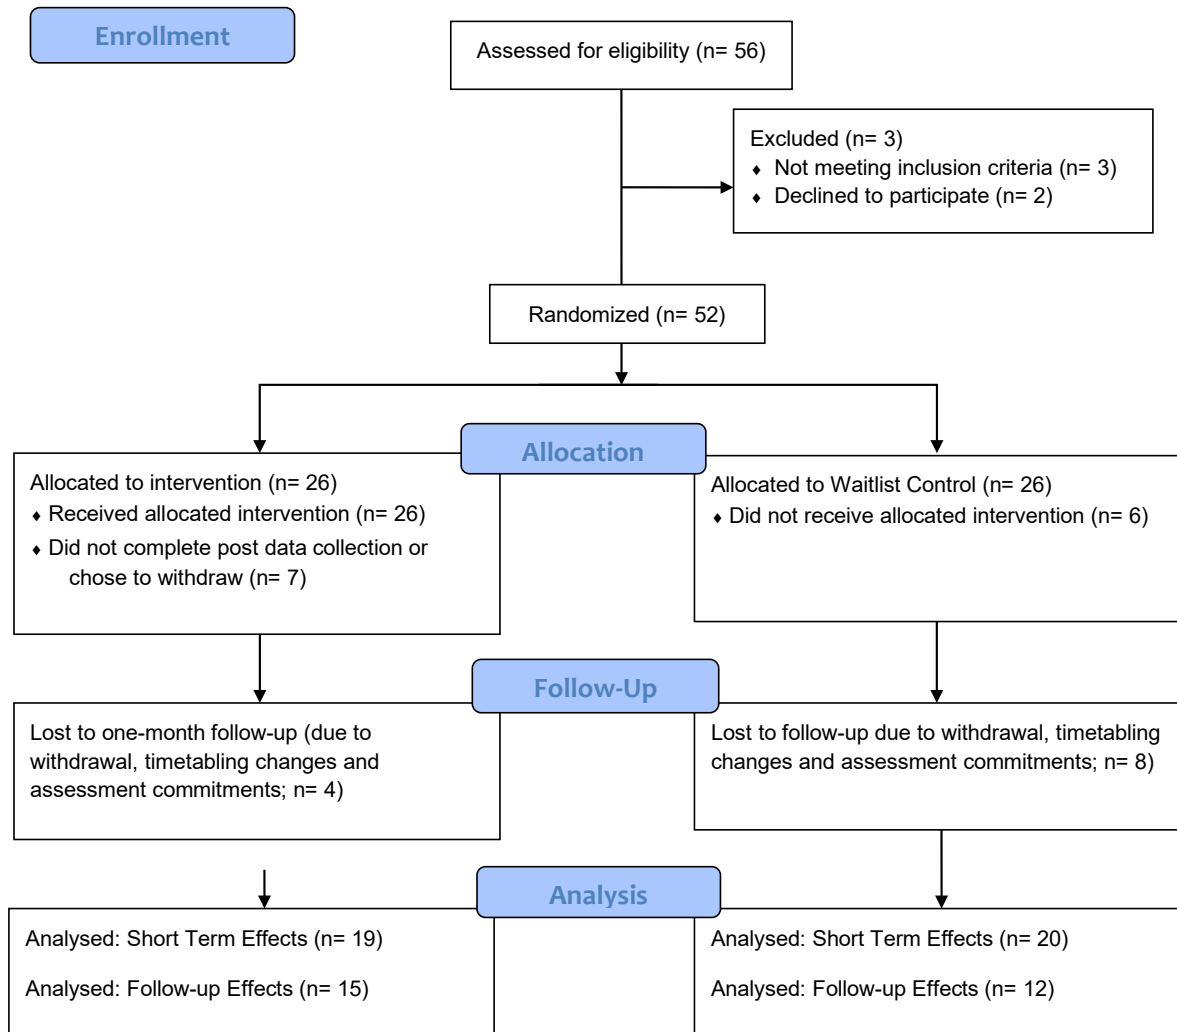 Enrollment
Assessed for eligibility (n= 56)
Excluded (n= 3)
♦ Not meeting inclusion criteria (n= 3)
♦ Declined to participate (n= 2)
Randomized (n= 52)
Allocation
Allocated to intervention (n= 26)
♦ Received allocated intervention (n= 26)
♦ Did not complete post data collection or
chose to withdraw (n= 7)
Allocated to Waitlist Control (n= 26)
♦ Did not receive allocated intervention (n= 6)
Follow-Up
Lost to one-month follow-up (due to
withdrawal, timetabling changes and
assessment commitments; n= 4)
Lost to follow-up due to withdrawal, timetabling
changes and assessment commitments; n= 8)
Analysis
Analysed: Short Term Effects (n= 19)
Analysed: Follow-up Effects (n= 15)
Analysed: Short Term Effects (n= 20)
Analysed: Follow-up Effects (n= 12)